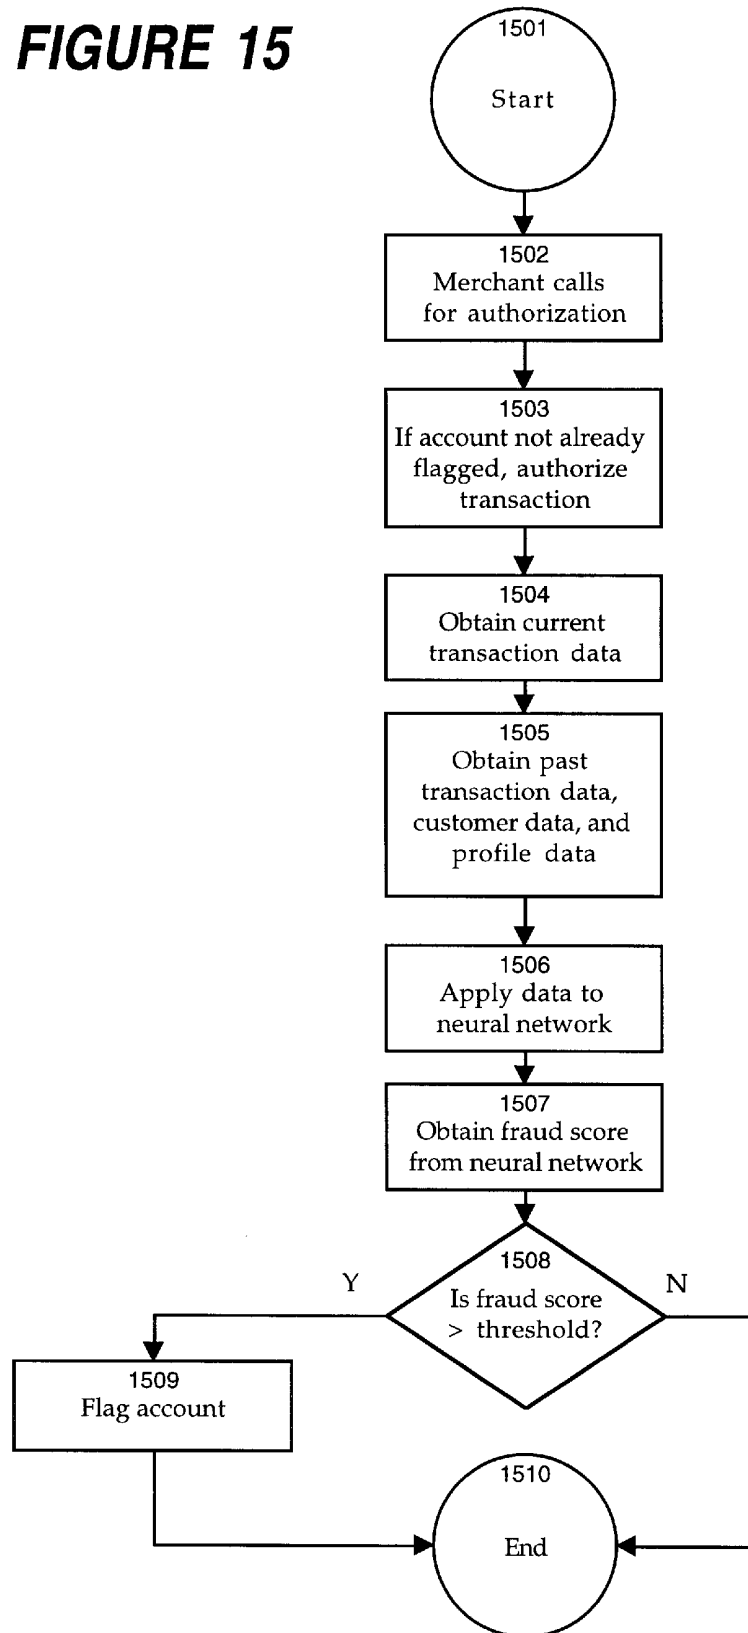 FIGURE 15
1501
Start
1502
Merchant calls
for authorization
1503
If account not already
flagged, authorize
transaction
1504
Obtain current
transaction data
1505
Obtain past
transaction data,
customer data, and
profile data
1506
Apply data to
neural network
1507
Obtain fraud score
from neural network
1508
Is fraud score
> threshold?
Y
N
1509
Flag account
1510
End